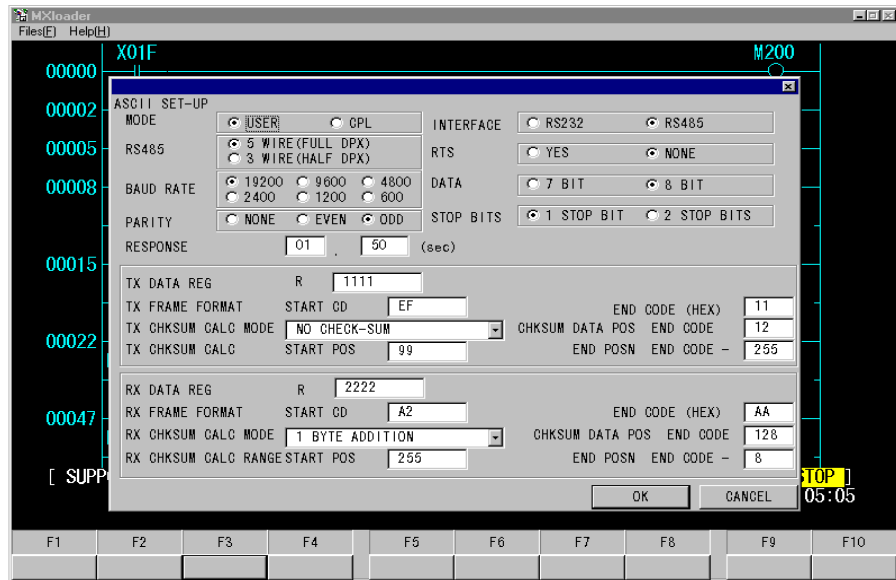 MXloader
Files(F) Help(H)
X01F M200
00000
00002
00005
00008
00015
00022
00047
ASCII SET-UP
MODE USER CPL INTERFACE RS232 RS485
RS485 5 WIRE(FULL DPX) 3 WIRE(HALF DPX) RTS YES NONE
BAUD RATE 19200 9600 4800 DATA 7 BIT 8 BIT
2400 1200 600
PARITY NONE EVEN ODD STOP BITS 1 STOP BIT 2 STOP BITS
RESPONSE 01 . 50 (sec)
TX DATA REG R 1111
TX FRAME FORMAT START CD EF END CODE (HEX) 11
TX CHKSUM CALC MODE NO CHECK-SUM CHKSUM DATA POS END CODE 12
TX CHKSUM CALC START POS 99 END POSN END CODE - 255
RX DATA REG R 2222
RX FRAME FORMAT START CD A2 END CODE (HEX) AA
RX CHKSUM CALC MODE 1 BYTE ADDITION CHKSUM DATA POS END CODE 128
RX CHKSUM CALC RANGE START POS 255 END POSN END CODE - 8
[ SUPP TOP ]
OK CANCEL 05:05
F1 F2 F3 F4 F5 F6 F7 F8 F9 F10